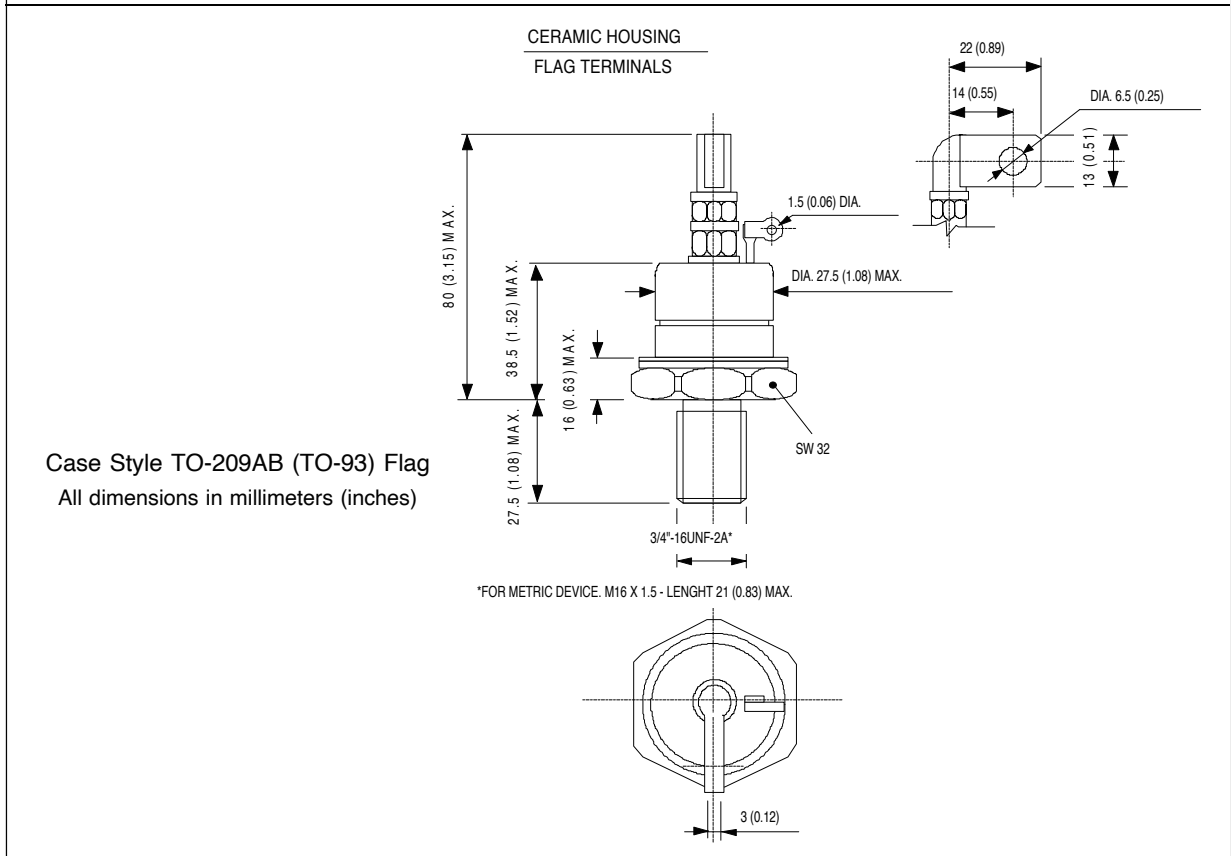 CERAMIC HOUSING
FLAG TERMINALS
22 (0.89)
14 (0.55)
DIA. 6.5 (0.25)
13 (0.51)
1.5 (0.06) DIA.
80 (3.15) MAX.
38.5 (1.52) MAX.
DIA. 27.5 (1.08) MAX.
16 (0.63) MAX.
27.5 (1.08) MAX.
SW 32
Case Style TO-209AB (TO-93) Flag
All dimensions in millimeters (inches)
3/4"-16UNF-2A*
*FOR METRIC DEVICE. M16 X 1.5 - LENGHT 21 (0.83) MAX.
3 (0.12)